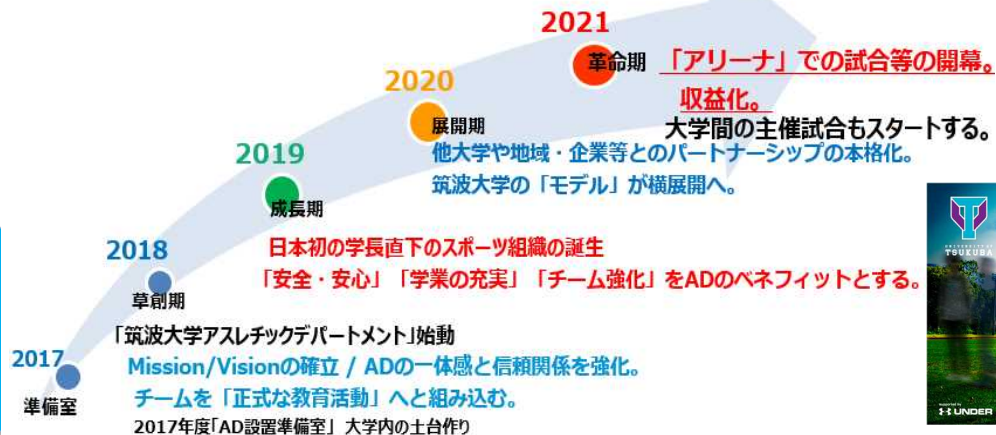 2021
革命期
「アリーナ」での試合等の開幕。
収益化。
大学間の主催試合もスタートする。
2020
展開期
他大学や地域・企業等とのパートナーシップの本格化。
筑波大学の「モデル」が横展開へ。
2019
成長期
日本初の学長直下のスポーツ組織の誕生
「安全・安心」「学業の充実」「チーム強化」をADのベネフィットとする。
2018
草創期
「筑波大学アスレチックデパートメント」始動
Mission/Visionの確立 / ADの一体感と信頼関係を強化。
チームを「正式な教育活動」へと組み込む。
2017
準備室
2017年度「AD設置準備室」大学内の土台作り
UNIVERSITY OF
TSUKUBA
supported by
UNDER